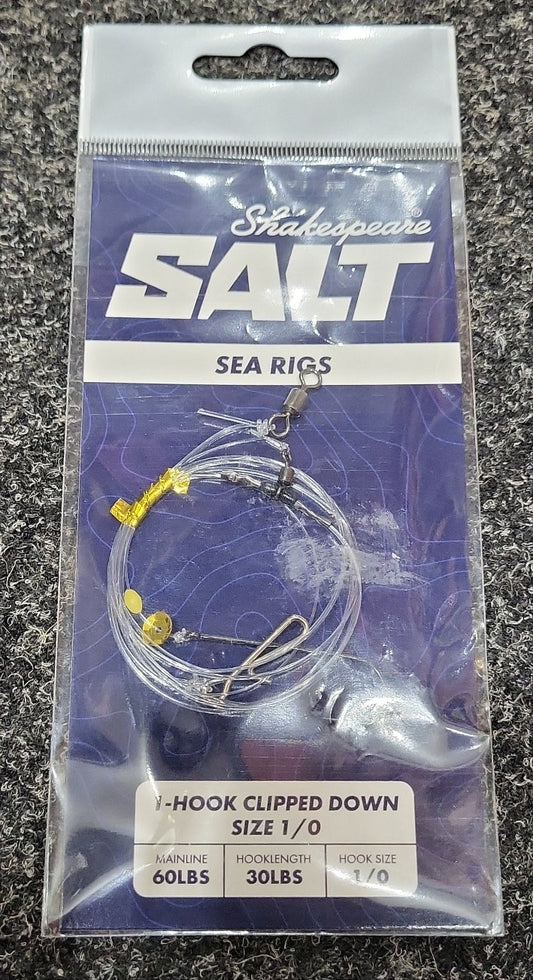 Shakespeare®
SALT
SEA RIGS
1-HOOK CLIPPED DOWN
SIZE 1/0
MAINLINE HOOKLENGTH HOOK SIZE
60LBS 30LBS 1/0